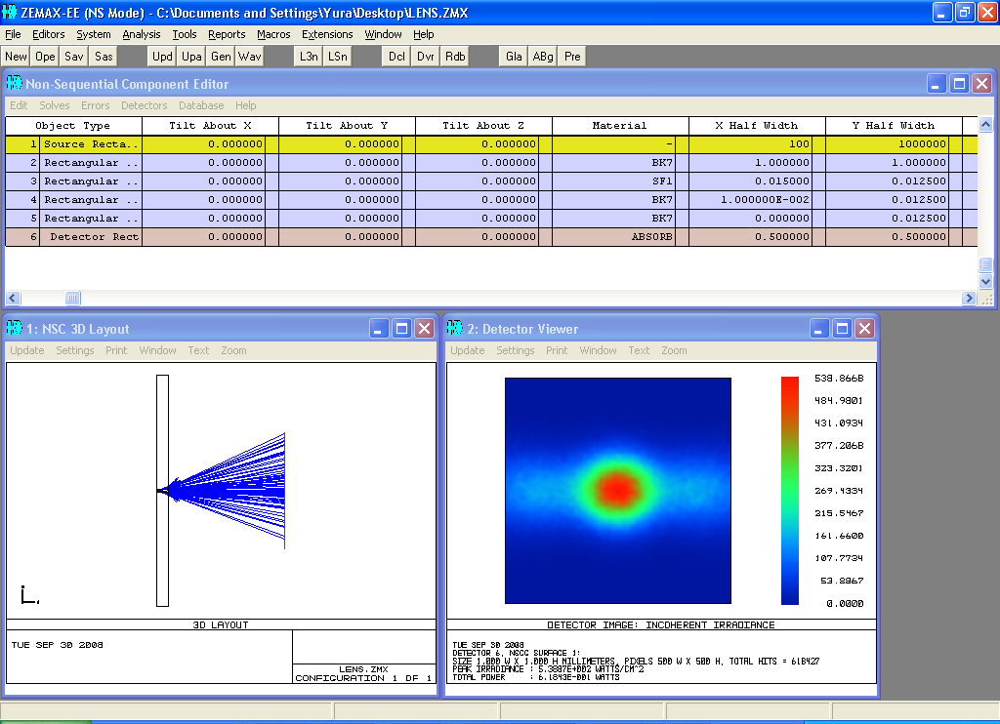 ZEMAX-EE (NS Mode) - C:\Documents and Settings\Yura\Desktop\LENS.ZMX
File Editors System Analysis Tools Reports Macros Extensions Window Help
New Ope Sav Sas Upd Upa Gen Wav L3n LSn Dcl Dvr Rdb Gla ABg Pre
Non-Sequential Component Editor
Edit Solves Errors Detectors Database Help
Object Type Tilt About X Tilt About Y Tilt About Z Material X Half Width Y Half Width
1 Source Recta.. 0.000000 0.000000 0.000000 - 100 1000000
2 Rectangular .. 0.000000 0.000000 0.000000 BK7 1.000000 1.000000
3 Rectangular .. 0.000000 0.000000 0.000000 SF1 0.015000 0.012500
4 Rectangular .. 0.000000 0.000000 0.000000 BK7 1.000000E-002 0.012500
5 Rectangular .. 0.000000 0.000000 0.000000 BK7 0.000000 0.012500
6 Detector Rect 0.000000 0.000000 0.000000 ABSORB 0.500000 0.500000
1: NSC 3D Layout
Update Settings Print Window Text Zoom
3D LAYOUT
TUE SEP 30 2008
LENS.ZMX
CONFIGURATION 1 OF 1
2: Detector Viewer
Update Settings Print Window Text Zoom
538.8668
484.9801
431.0934
377.2068
323.3201
269.4334
215.5467
161.6600
107.7734
53.8867
0.0000
DETECTOR IMAGE: INCOHERENT IRRADIANCE
TUE SEP 30 2008
DETECTOR 6, NSCG SURFACE 1:
SIZE 1.000 W X 1.000 H MILLIMETERS, PIXELS 500 W X 500 H, TOTAL HITS = 618427
PEAK IRRADIANCE : 5.3887E+002 WATTS/CM^2
TOTAL POWER : 6.1843E-001 WATTS